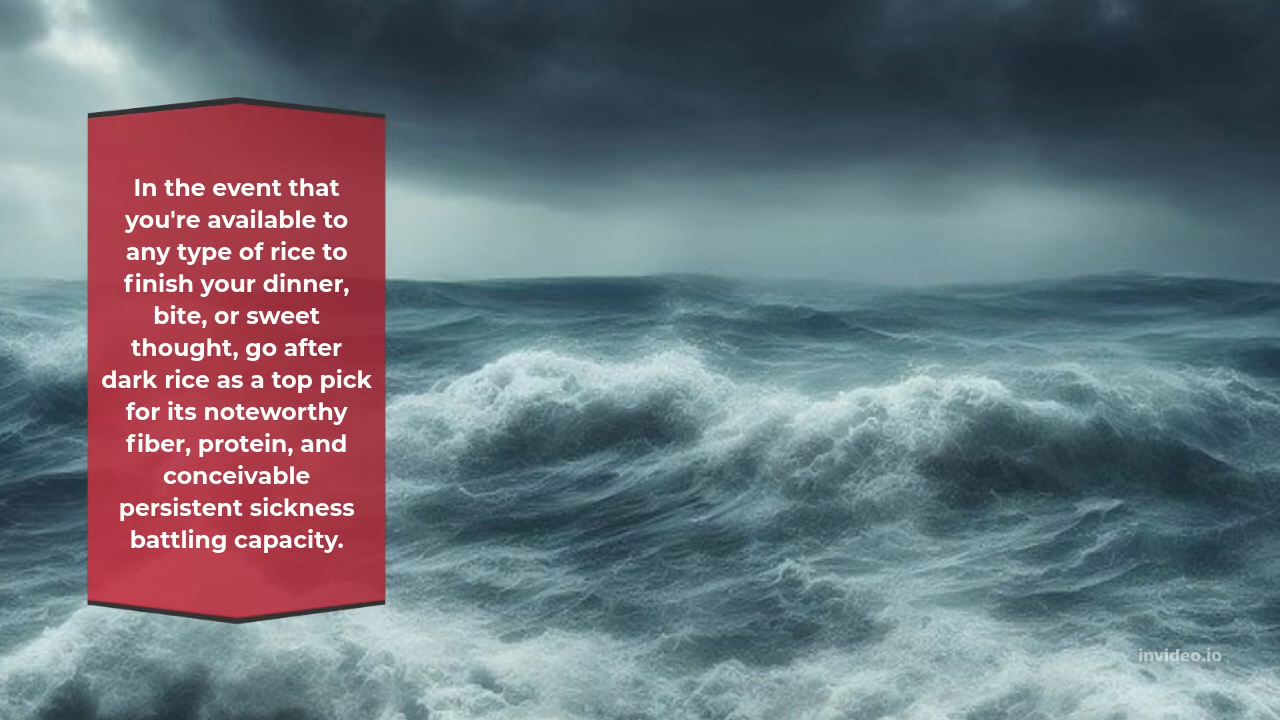 In the event that
you're available to
any type of rice to
finish your dinner,
bite, or sweet
thought, go after
dark rice as a top pick
for its noteworthy
fiber, protein, and
conceivable
persistent sickness
battling capacity.
invideo.io